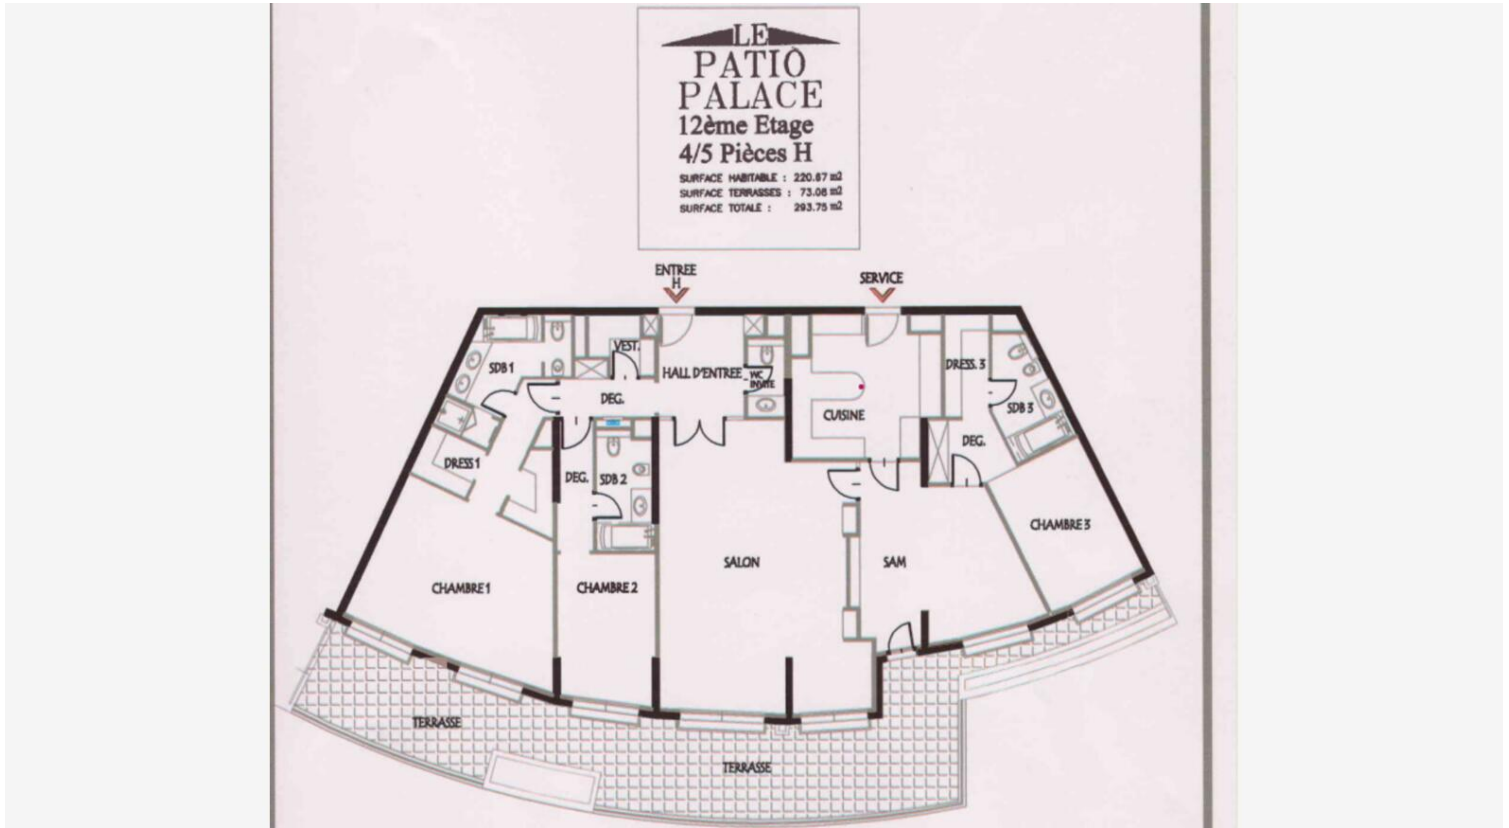 LE
PATIO
PALACE
12ème Etage
4/5 Pièces H
SURFACE HABITABLE : 220.67 m2
SURFACE TERRASSES : 73.08 m2
SURFACE TOTALE : 293.75 m2
ENTREE
H
SERVICE
VEST.
SDB 1
HALL D'ENTREE
WC
INVITE
DRESS. 3
DEG.
CUISINE
SDB 3
DEG.
DRESS 1
DEG.
SDB 2
CHAMBRE 3
SALON
SAM
CHAMBRE 1
CHAMBRE 2
TERRASSE
TERRASSE